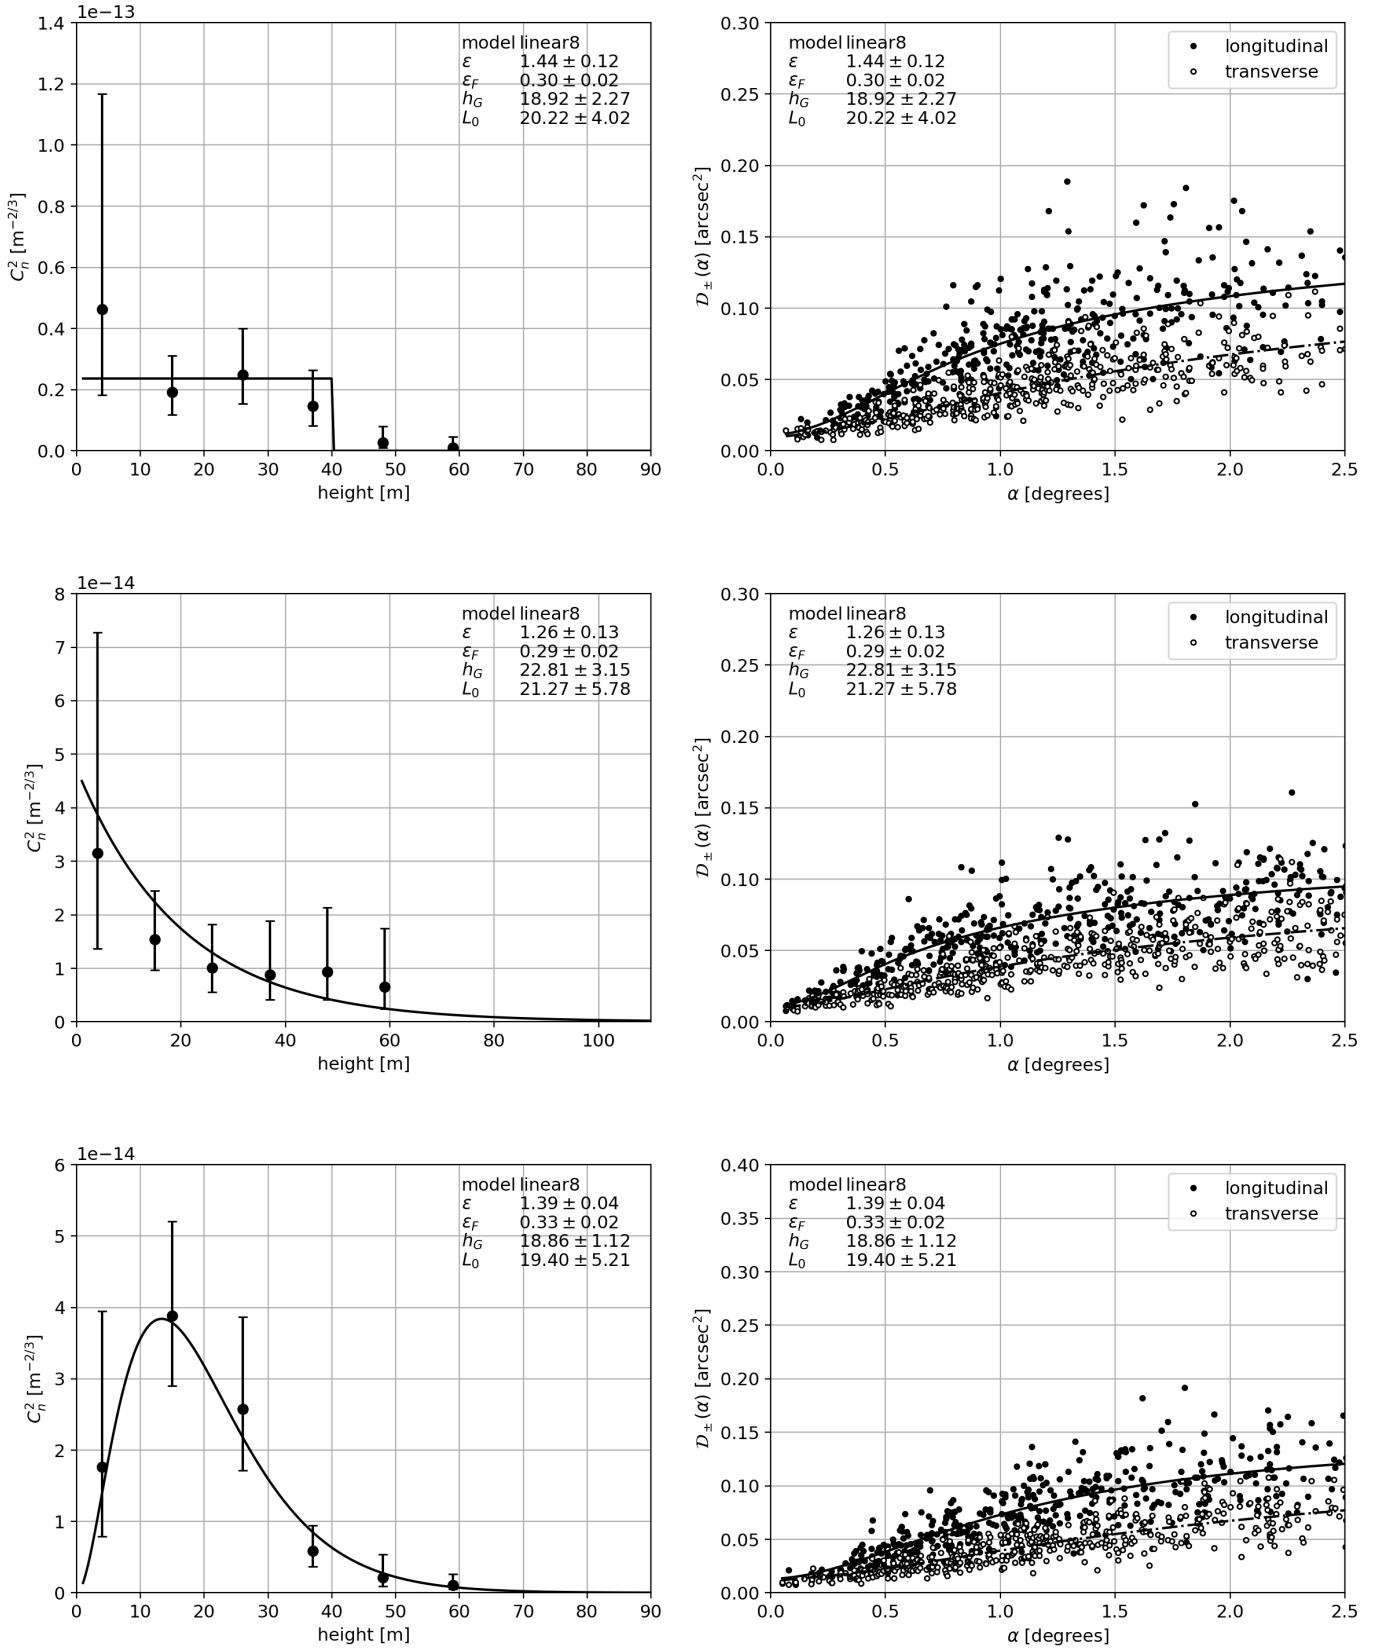 1e−13
1.4
1.2
1.0
0.8
0.6
0.4
0.2
0.0
C_n^2 [m^{−2/3}]
model linear8
ε 1.44 ± 0.12
ε_F 0.30 ± 0.02
h_G 18.92 ± 2.27
L_0 20.22 ± 4.02
0 10 20 30 40 50 60 70 80 90
height [m]
0.30
0.25
0.20
0.15
0.10
0.05
0.00
𝒟_±(α) [arcsec^2]
model linear8
ε 1.44 ± 0.12
ε_F 0.30 ± 0.02
h_G 18.92 ± 2.27
L_0 20.22 ± 4.02
longitudinal
transverse
0.0 0.5 1.0 1.5 2.0 2.5
α [degrees]
1e−14
8
7
6
5
4
3
2
1
0
C_n^2 [m^{−2/3}]
model linear8
ε 1.26 ± 0.13
ε_F 0.29 ± 0.02
h_G 22.81 ± 3.15
L_0 21.27 ± 5.78
0 20 40 60 80 100
height [m]
0.30
0.25
0.20
0.15
0.10
0.05
0.00
𝒟_±(α) [arcsec^2]
model linear8
ε 1.26 ± 0.13
ε_F 0.29 ± 0.02
h_G 22.81 ± 3.15
L_0 21.27 ± 5.78
longitudinal
transverse
0.0 0.5 1.0 1.5 2.0 2.5
α [degrees]
1e−14
6
5
4
3
2
1
0
C_n^2 [m^{−2/3}]
model linear8
ε 1.39 ± 0.04
ε_F 0.33 ± 0.02
h_G 18.86 ± 1.12
L_0 19.40 ± 5.21
0 10 20 30 40 50 60 70 80 90
height [m]
0.40
0.35
0.30
0.25
0.20
0.15
0.10
0.05
0.00
𝒟_±(α) [arcsec^2]
model linear8
ε 1.39 ± 0.04
ε_F 0.33 ± 0.02
h_G 18.86 ± 1.12
L_0 19.40 ± 5.21
longitudinal
transverse
0.0 0.5 1.0 1.5 2.0 2.5
α [degrees]